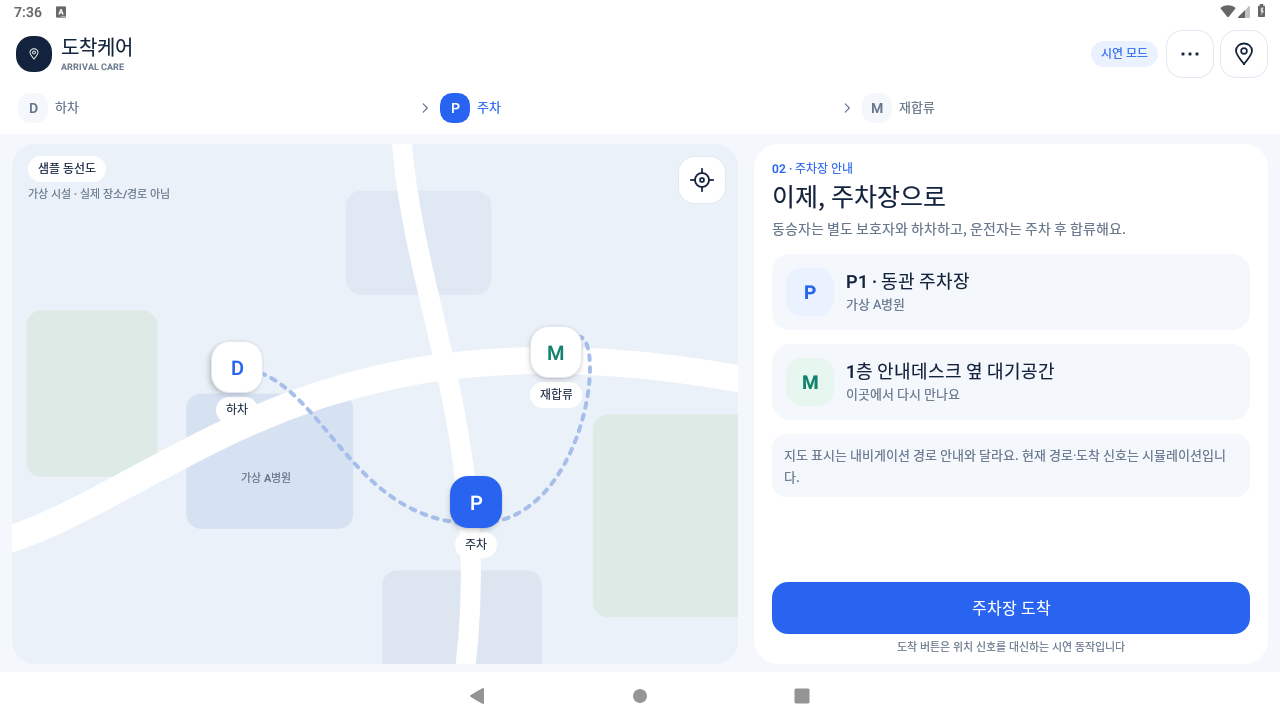 7:36
도착케어
ARRIVAL CARE
시연 모드
D 하차
P 주차
M 재합류
샘플 동선도
가상 시설 · 실제 장소/경로 아님
D
하차
M
재합류
가상 A병원
P
주차
02 · 주차장 안내
이제, 주차장으로
동승자는 별도 보호자와 하차하고, 운전자는 주차 후 합류해요.
P
P1 · 동관 주차장
가상 A병원
M
1층 안내데스크 옆 대기공간
이곳에서 다시 만나요
지도 표시는 내비게이션 경로 안내와 달라요. 현재 경로·도착 신호는 시뮬레이션입니
다.
주차장 도착
도착 버튼은 위치 신호를 대신하는 시연 동작입니다